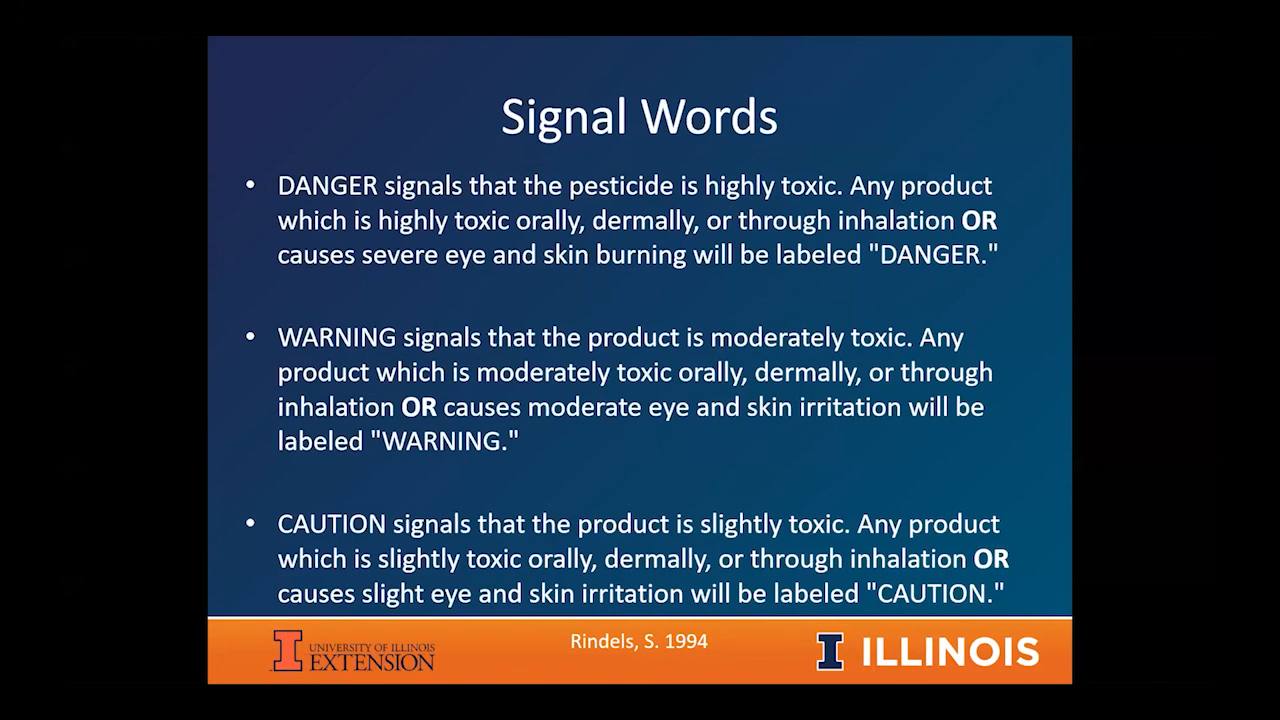 Signal Words
• DANGER signals that the pesticide is highly toxic. Any product
which is highly toxic orally, dermally, or through inhalation OR
causes severe eye and skin burning will be labeled "DANGER."
• WARNING signals that the product is moderately toxic. Any
product which is moderately toxic orally, dermally, or through
inhalation OR causes moderate eye and skin irritation will be
labeled "WARNING."
• CAUTION signals that the product is slightly toxic. Any product
which is slightly toxic orally, dermally, or through inhalation OR
causes slight eye and skin irritation will be labeled "CAUTION."
I UNIVERSITY OF ILLINOIS
EXTENSION
Rindels, S. 1994
I ILLINOIS